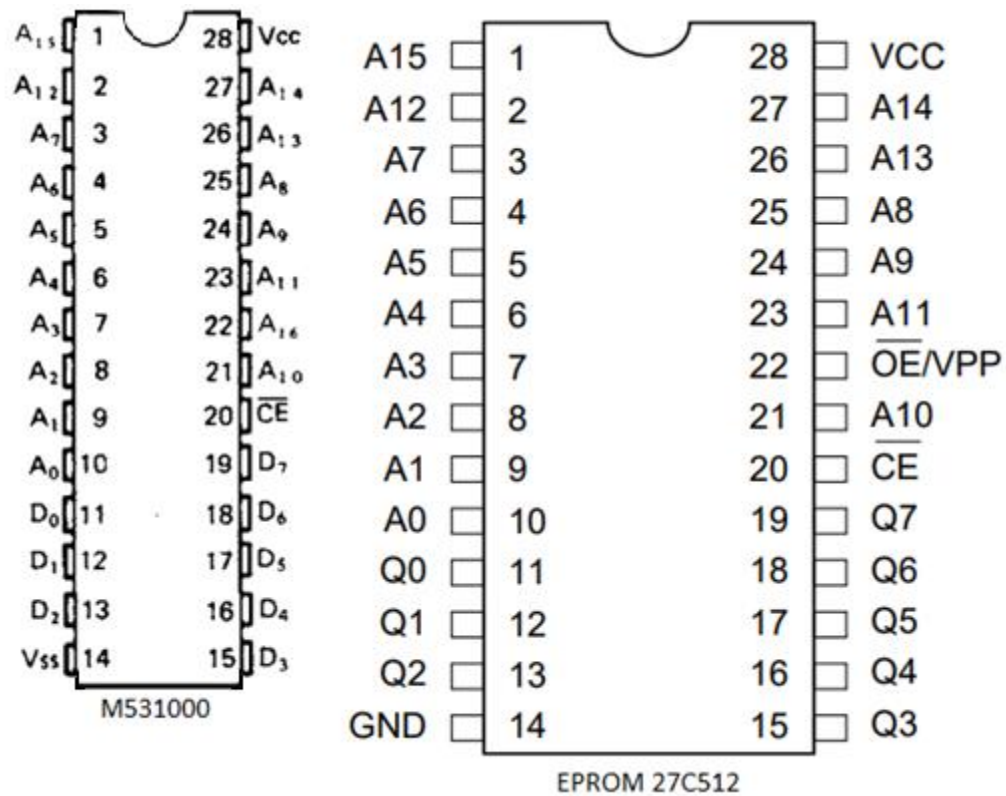 A15 1 28 Vcc
A12 2 27 A14
A7 3 26 A13
A6 4 25 A8
A5 5 24 A9
A4 6 23 A11
A3 7 22 A16
A2 8 21 A10
A1 9 20 C̅E̅
A0 10 19 D7
D0 11 18 D6
D1 12 17 D5
D2 13 16 D4
Vss 14 15 D3
M531000
A15 1 28 VCC
A12 2 27 A14
A7 3 26 A13
A6 4 25 A8
A5 5 24 A9
A4 6 23 A11
A3 7 22 O̅E̅/VPP
A2 8 21 A10
A1 9 20 C̅E̅
A0 10 19 Q7
Q0 11 18 Q6
Q1 12 17 Q5
Q2 13 16 Q4
GND 14 15 Q3
EPROM 27C512